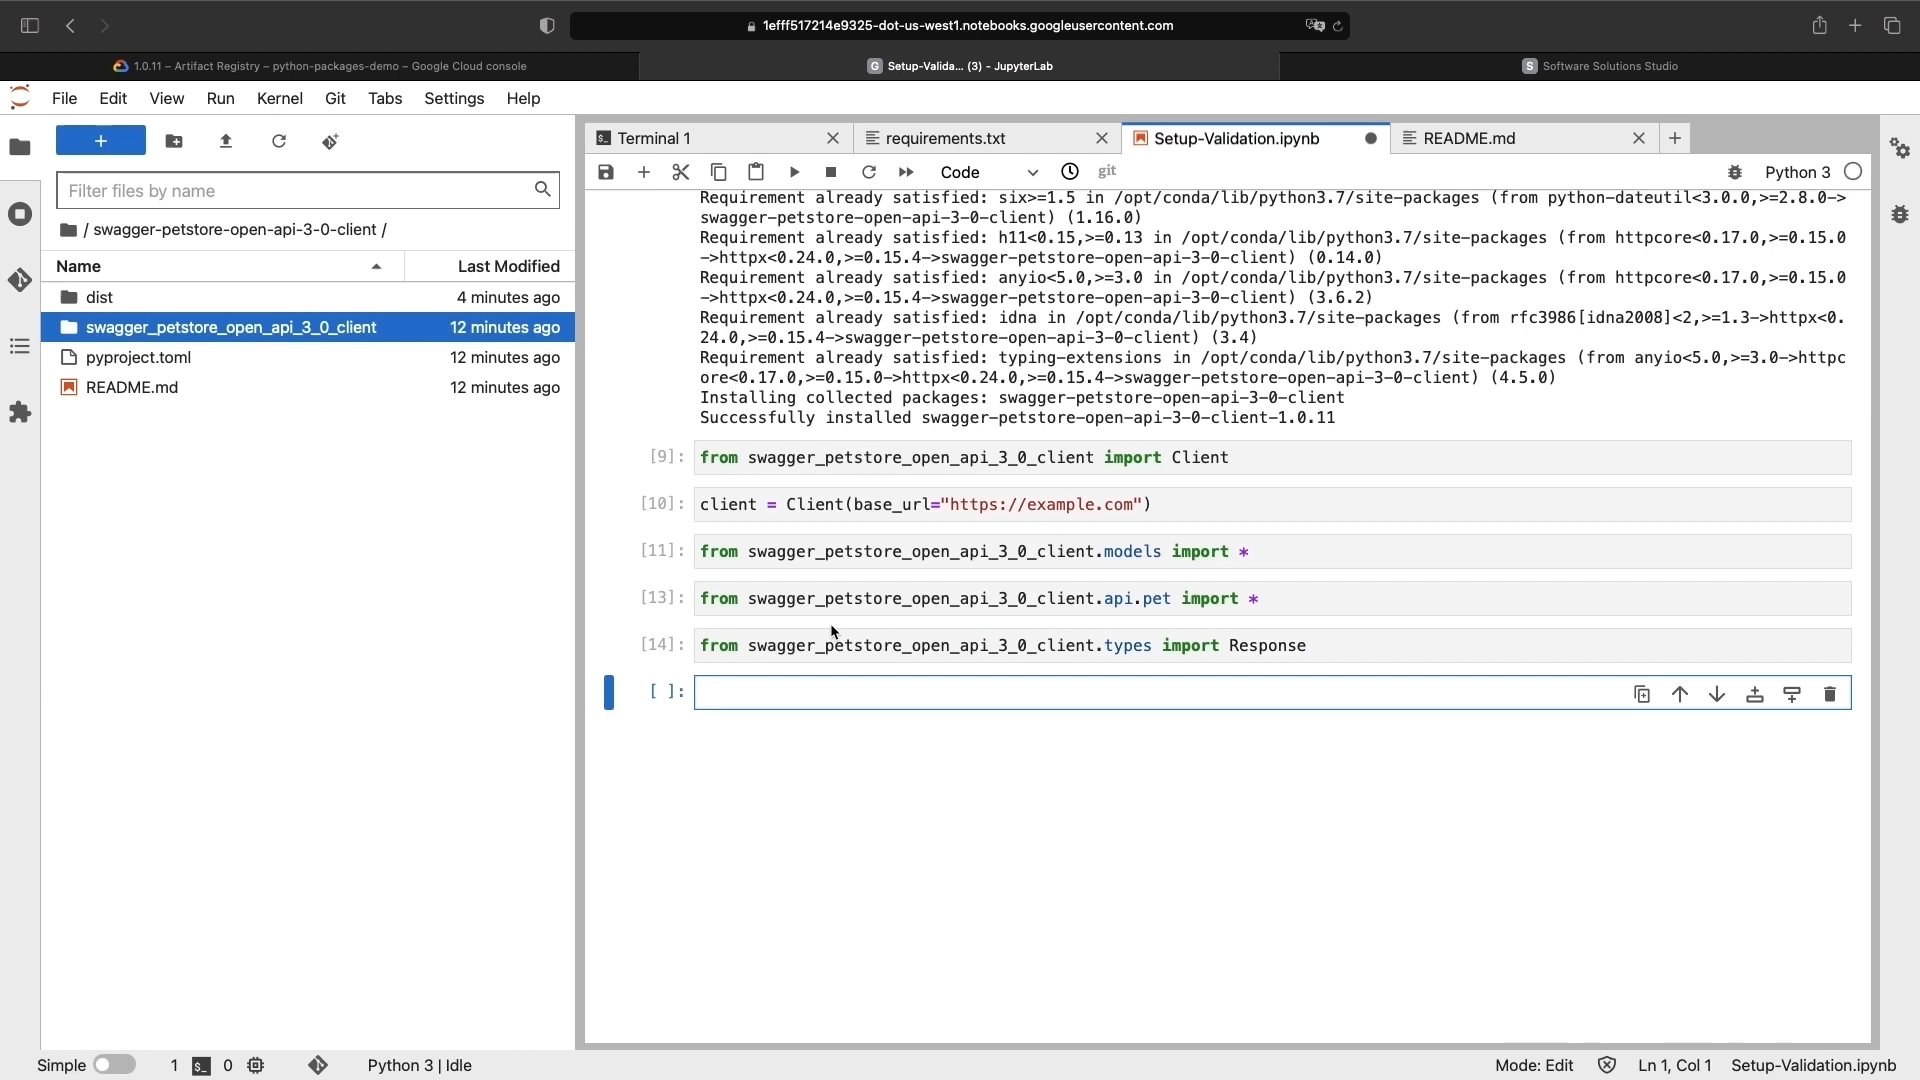 1efff517214e9325-dot-us-west1.notebooks.googleusercontent.com
1.0.11 – Artifact Registry – python-packages-demo – Google Cloud console
G Setup-Valida... (3) - JupyterLab
S Software Solutions Studio
File Edit View Run Kernel Git Tabs Settings Help
Terminal 1
requirements.txt
Setup-Validation.ipynb
README.md
Code
git
Python 3
Filter files by name
/ swagger-petstore-open-api-3-0-client /
Name Last Modified
dist 4 minutes ago
swagger_petstore_open_api_3_0_client 12 minutes ago
pyproject.toml 12 minutes ago
README.md 12 minutes ago
Requirement already satisfied: six>=1.5 in /opt/conda/lib/python3.7/site-packages (from python-dateutil<3.0.0,>=2.8.0->
swagger-petstore-open-api-3-0-client) (1.16.0)
Requirement already satisfied: h11<0.15,>=0.13 in /opt/conda/lib/python3.7/site-packages (from httpcore<0.17.0,>=0.15.0
->httpx<0.24.0,>=0.15.4->swagger-petstore-open-api-3-0-client) (0.14.0)
Requirement already satisfied: anyio<5.0,>=3.0 in /opt/conda/lib/python3.7/site-packages (from httpcore<0.17.0,>=0.15.0
->httpx<0.24.0,>=0.15.4->swagger-petstore-open-api-3-0-client) (3.6.2)
Requirement already satisfied: idna in /opt/conda/lib/python3.7/site-packages (from rfc3986[idna2008]<2,>=1.3->httpx<0.
24.0,>=0.15.4->swagger-petstore-open-api-3-0-client) (3.4)
Requirement already satisfied: typing-extensions in /opt/conda/lib/python3.7/site-packages (from anyio<5.0,>=3.0->httpc
ore<0.17.0,>=0.15.0->httpx<0.24.0,>=0.15.4->swagger-petstore-open-api-3-0-client) (4.5.0)
Installing collected packages: swagger-petstore-open-api-3-0-client
Successfully installed swagger-petstore-open-api-3-0-client-1.0.11
[9]: from swagger_petstore_open_api_3_0_client import Client
[10]: client = Client(base_url="https://example.com")
[11]: from swagger_petstore_open_api_3_0_client.models import *
[13]: from swagger_petstore_open_api_3_0_client.api.pet import *
[14]: from swagger_petstore_open_api_3_0_client.types import Response
[ ]:
Simple 1 $_ 0 Python 3 | Idle Mode: Edit Ln 1, Col 1 Setup-Validation.ipynb